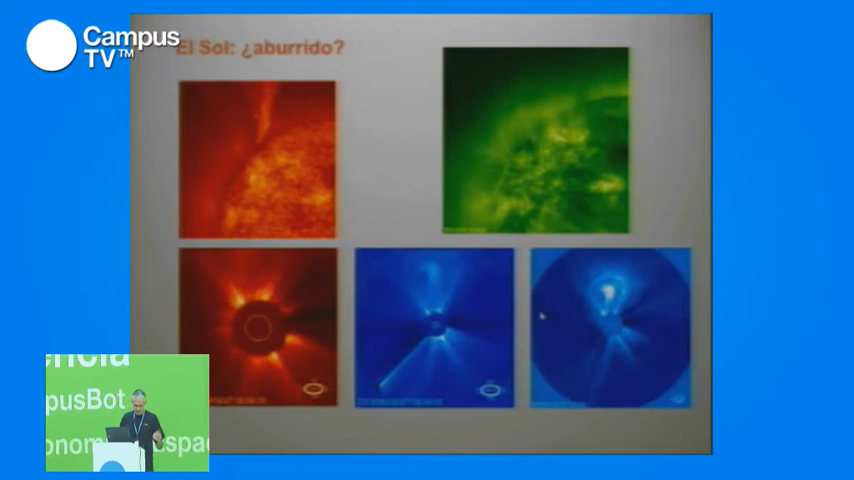 Campus
TV™
El Sol: ¿aburrido?
encia
pusBot
onom
spac